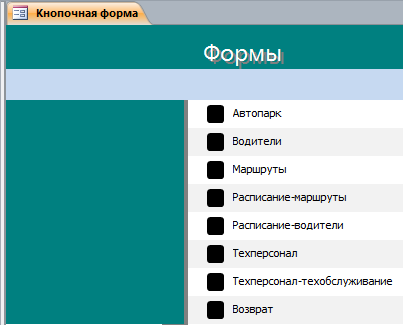 Кнопочная форма
Формы
Автопарк
Водители
Маршруты
Расписание-маршруты
Расписание-водители
Техперсонал
Техперсонал-техобслуживание
Возврат